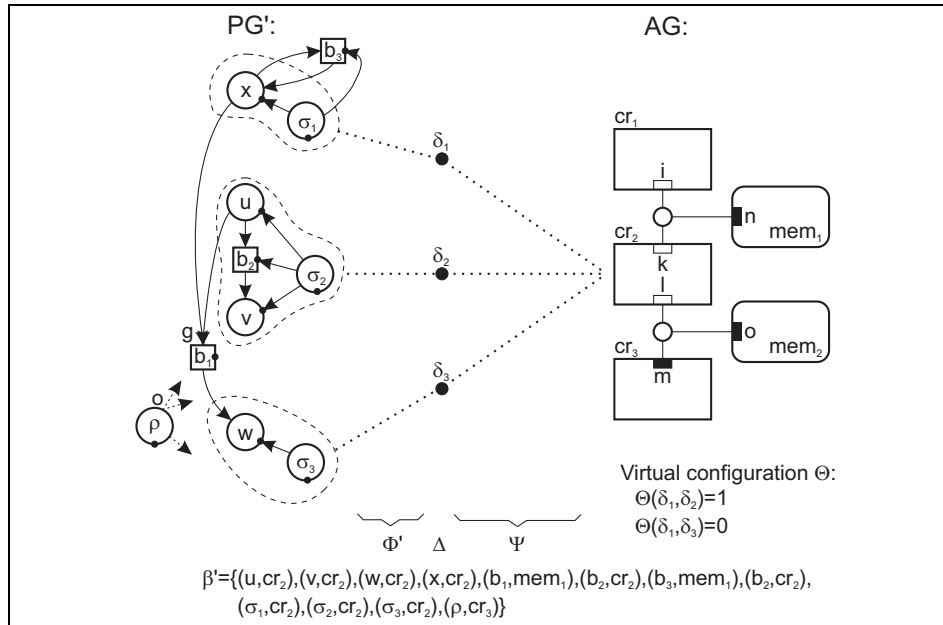 PG': AG:
b₃
x
σ₁
cr₁
δ₁
i
n
mem₁
u
cr₂
b₂
σ₂
δ₂
k
l
v
g
b₁
o
mem₂
cr₃
m
δ₃
o
ρ
w
σ₃
Virtual configuration Θ:
Θ(δ₁,δ₂)=1
Θ(δ₁,δ₃)=0
Φ' Δ Ψ
β'={(u,cr₂),(v,cr₂),(w,cr₂),(x,cr₂),(b₁,mem₁),(b₂,cr₂),(b₃,mem₁),(b₂,cr₂),
(σ₁,cr₂),(σ₂,cr₂),(σ₃,cr₂),(ρ,cr₃)}